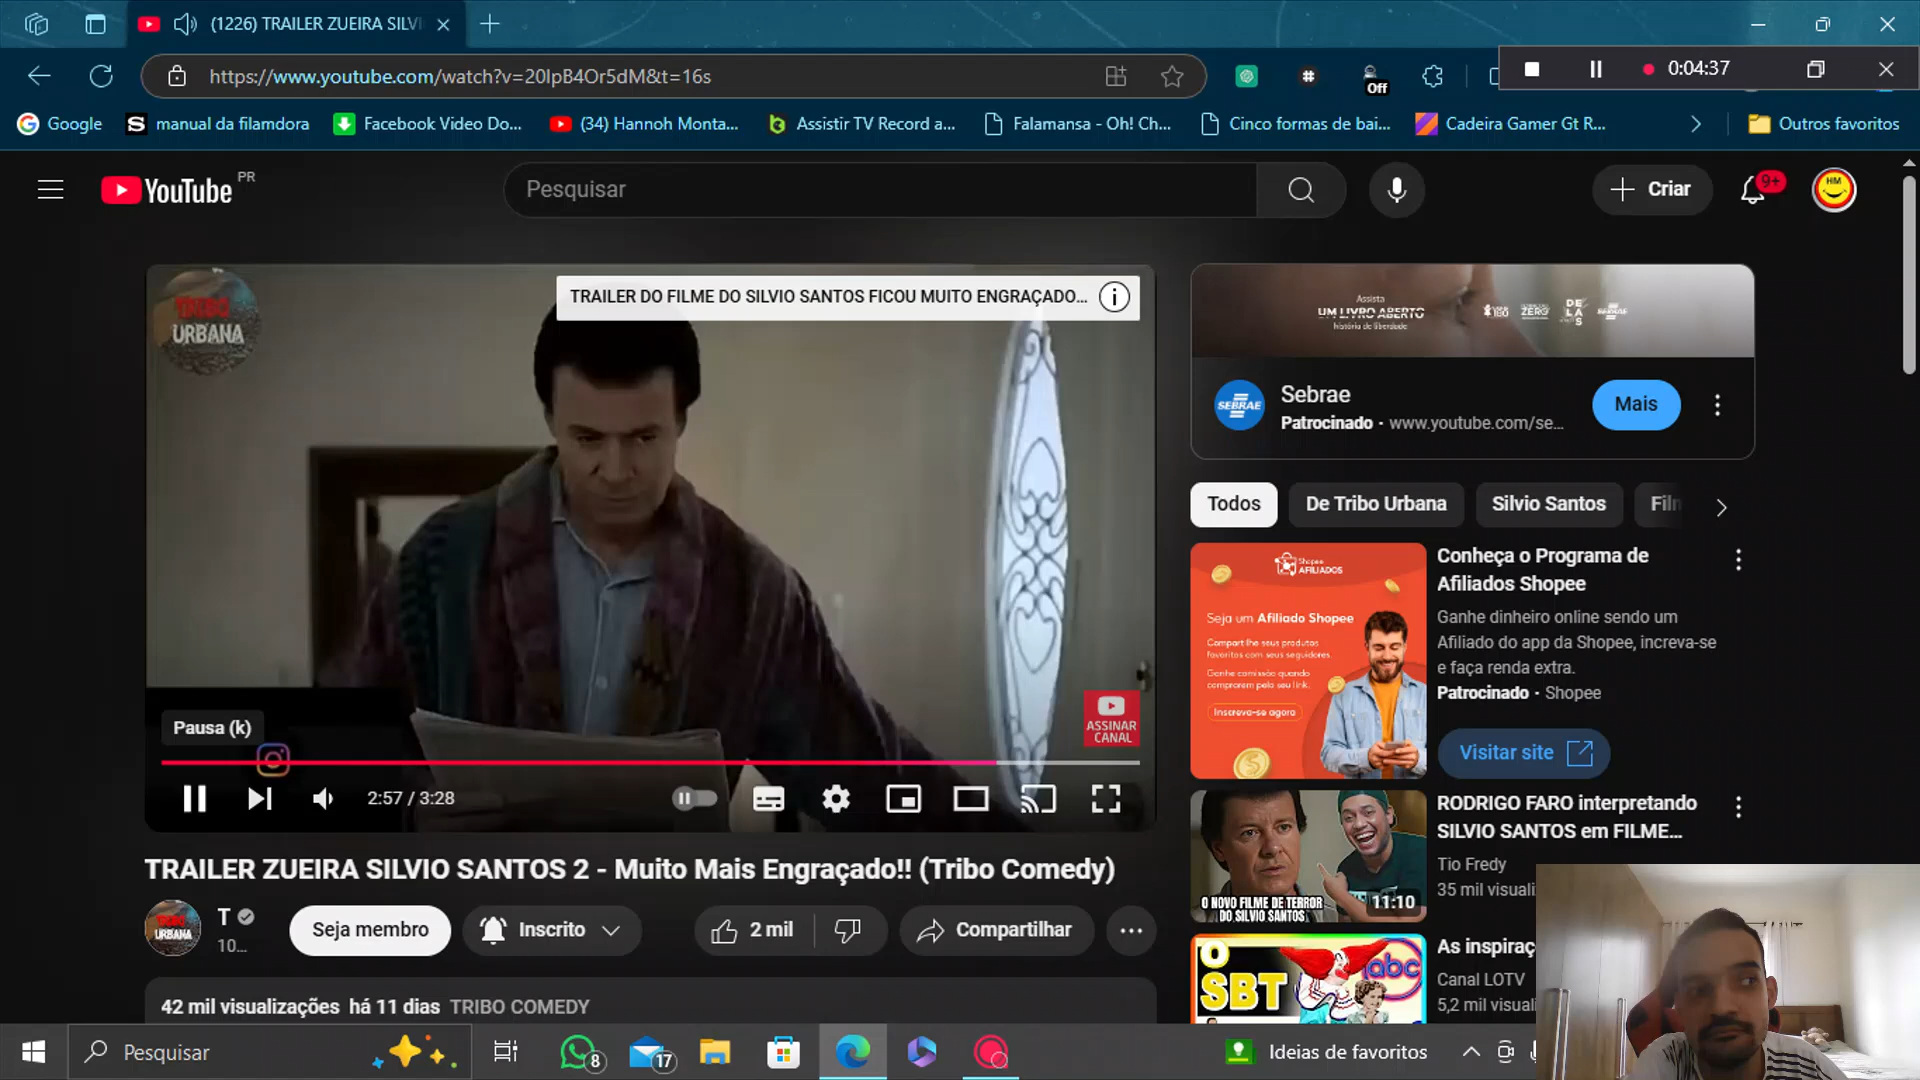 (1226) TRAILER ZUEIRA SILVI
https://www.youtube.com/watch?v=20IpB4Or5dM&t=16s
Off
0:04:37
Google
manual da filamdora
Facebook Video Do...
(34) Hannoh Monta...
Assistir TV Record a...
Falamansa - Oh! Ch...
Cinco formas de bai...
Cadeira Gamer Gt R...
Outros favoritos
YouTube PR
Pesquisar
Criar
9+
HM
TRIBO
URBANA
TRAILER DO FILME DO SILVIO SANTOS FICOU MUITO ENGRAÇADO...
ASSINAR
CANAL
Pausa (k)
2:57 / 3:28
Assista
UM LIVRO ABERTO
história de liberdade
DE
LA
S
SEBRAE
Sebrae
Patrocinado · www.youtube.com/se...
Mais
Todos
De Tribo Urbana
Silvio Santos
Film
Shopee
AFILIADOS
Seja um Afiliado Shopee
Compartilhe seus produtos
favoritos com seus seguidores.
Ganhe comissão quando
comprarem pelo seu link.
Inscreva-se agora
Conheça o Programa de
Afiliados Shopee
Ganhe dinheiro online sendo um
Afiliado do app da Shopee, increva-se
e faça renda extra.
Patrocinado · Shopee
Visitar site
O NOVO FILME DE TERROR
DO SILVIO SANTOS
11:10
RODRIGO FARO interpretando
SILVIO SANTOS em FILME...
Tio Fredy
35 mil visuali
O
SBT
abc
As inspiraç
Canal LOTV
5,2 mil visuali
TRAILER ZUEIRA SILVIO SANTOS 2 - Muito Mais Engraçado!! (Tribo Comedy)
TRIBO
URBANA
T
10...
Seja membro
Inscrito
2 mil
Compartilhar
42 mil visualizações há 11 dias TRIBO COMEDY
Pesquisar
8
17
Ideias de favoritos